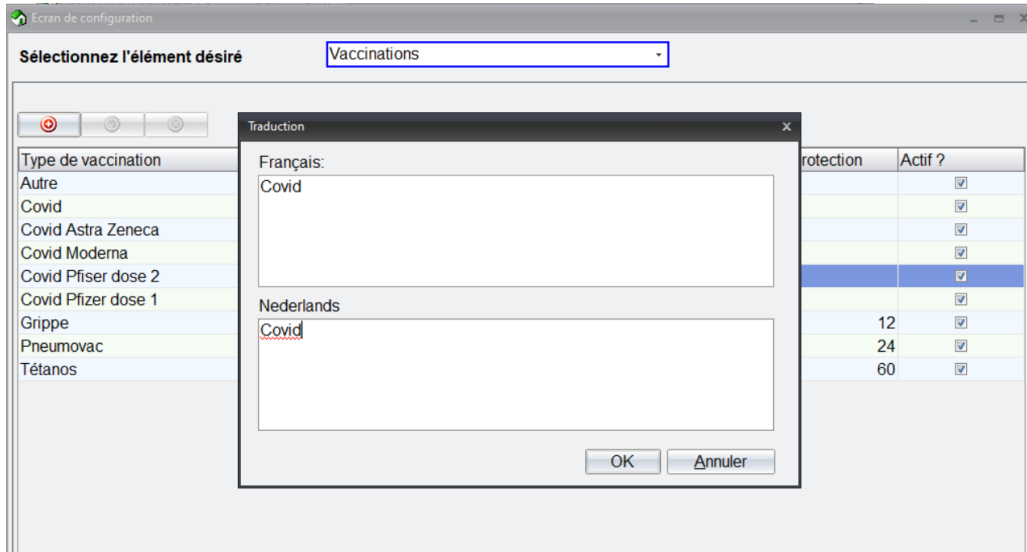 Ecran de configuration
Sélectionnez l'élément désiré
Vaccinations
Traduction
Type de vaccination
rotection
Actif ?
Autre
Covid
Covid Astra Zeneca
Covid Moderna
Covid Pfiser dose 2
Covid Pfizer dose 1
Grippe
12
Pneumovac
24
Tétanos
60
Français:
Covid
Nederlands
Covid
OK
Annuler